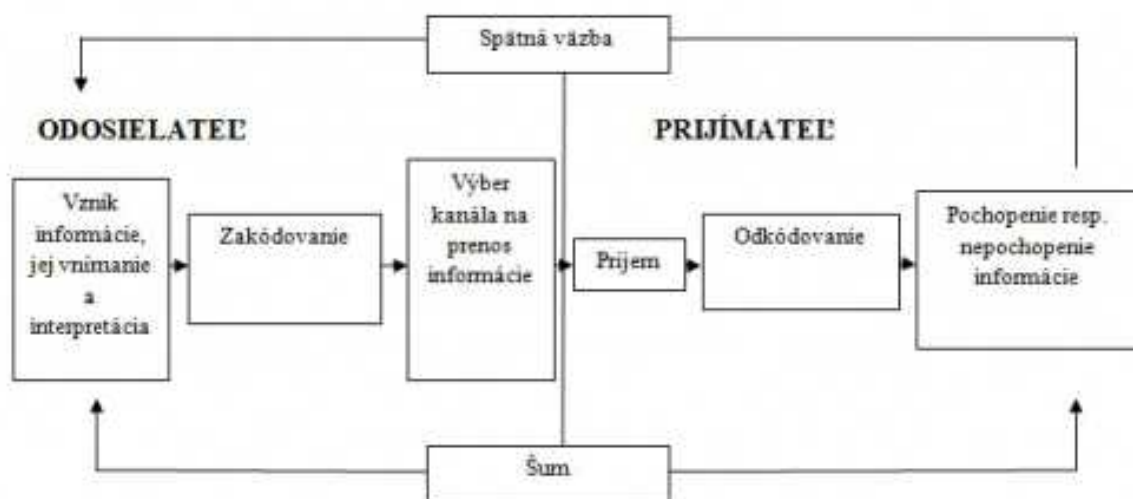 Spätná väzba
ODOSIELATEĽ
PRIJÍMATEĽ
Vznik
informácie,
jej vnímanie
a
interpretácia
Zakódovanie
Výber
kanála na
prenos
informácie
Príjem
Odkódovanie
Pochopenie resp.
nepochopenie
informácie
Šum